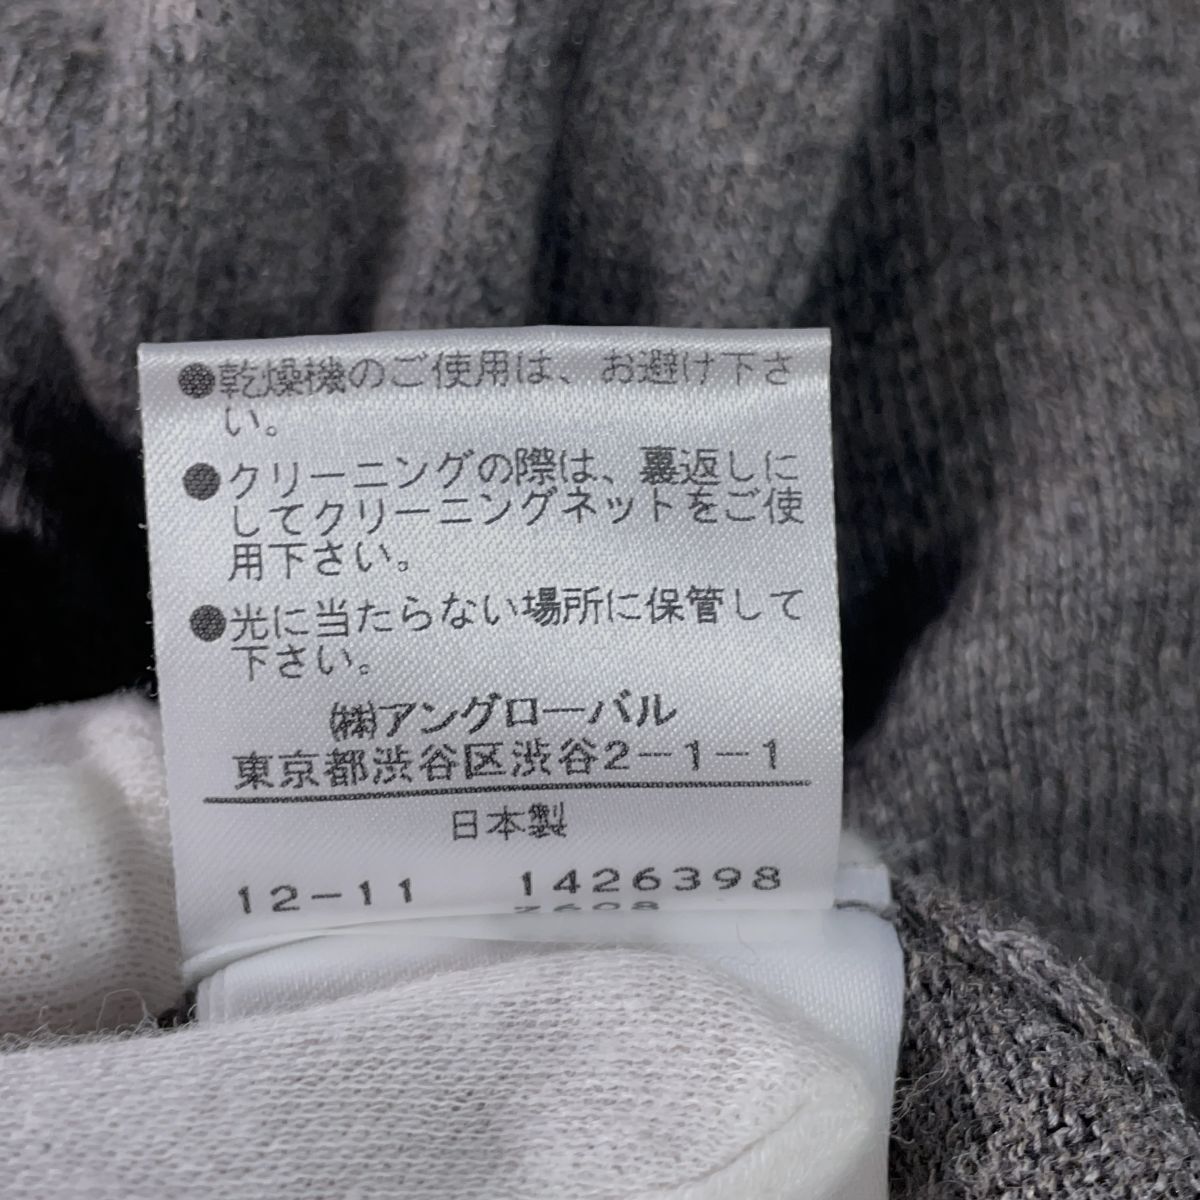 ●乾燥機のご使用は、お避け下さ
い。
●クリーニングの際は、裏返しに
してクリーニングネットをご使
用下さい。
●光に当たらない場所に保管して
下さい。
㈱アングローバル
東京都渋谷区渋谷2-1-1
日本製
12-11 1426398